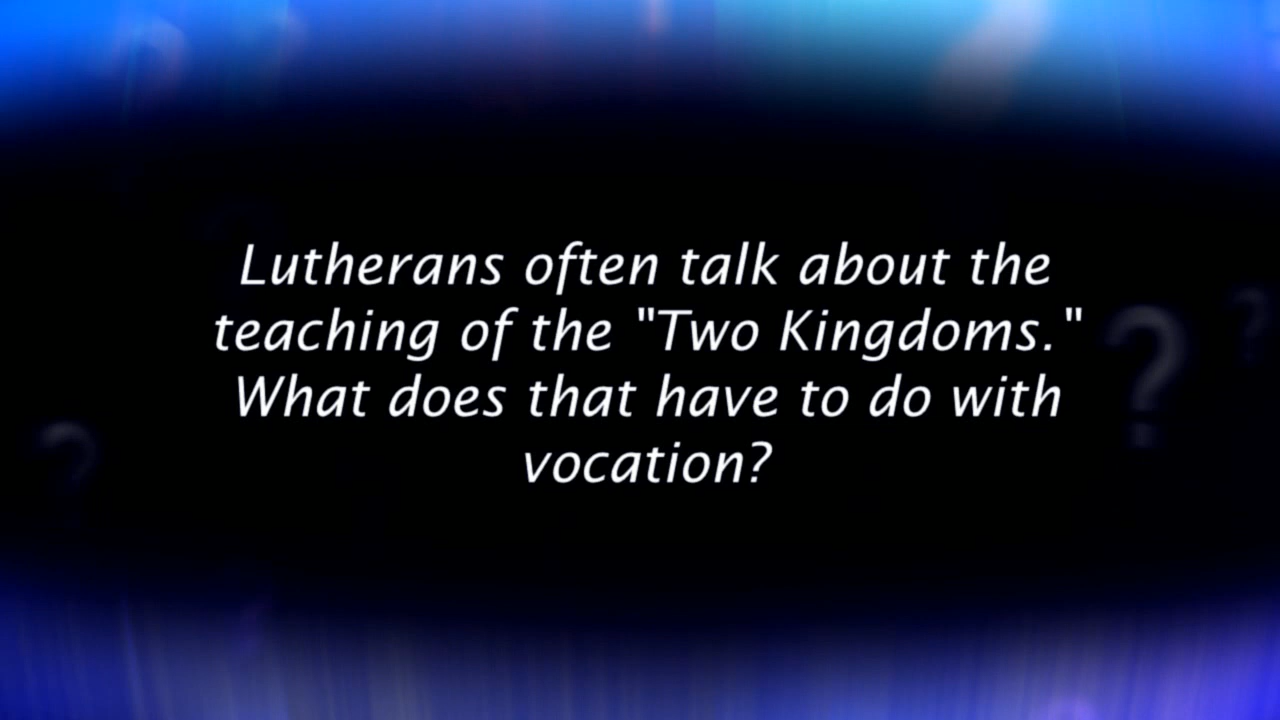 Lutherans often talk about the
teaching of the "Two Kingdoms."
What does that have to do with
vocation?